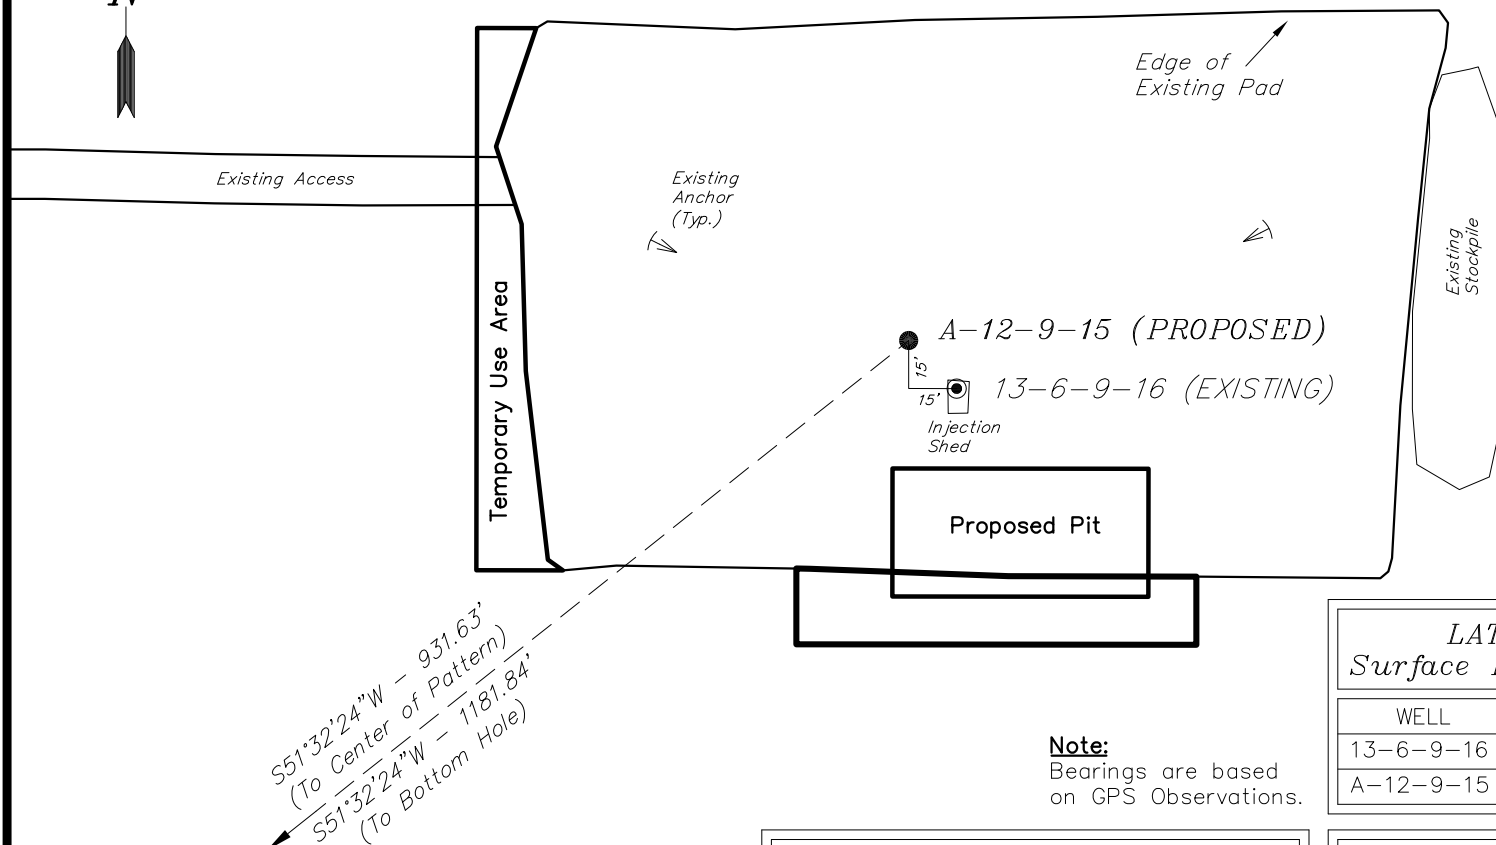 N
Edge of
Existing Pad
Existing Access
Existing
Anchor
(Typ.)
Existing
Stockpile
Temporary Use Area
A-12-9-15 (PROPOSED)
15'
15'
13-6-9-16 (EXISTING)
Injection
Shed
Proposed Pit
S51°32'24"W - 931.63'
(To Center of Pattern)
S51°32'24"W - 1181.84'
(To Bottom Hole)
Note:
Bearings are based
on GPS Observations.
LAT
Surface
WELL
13-6-9-16
A-12-9-15